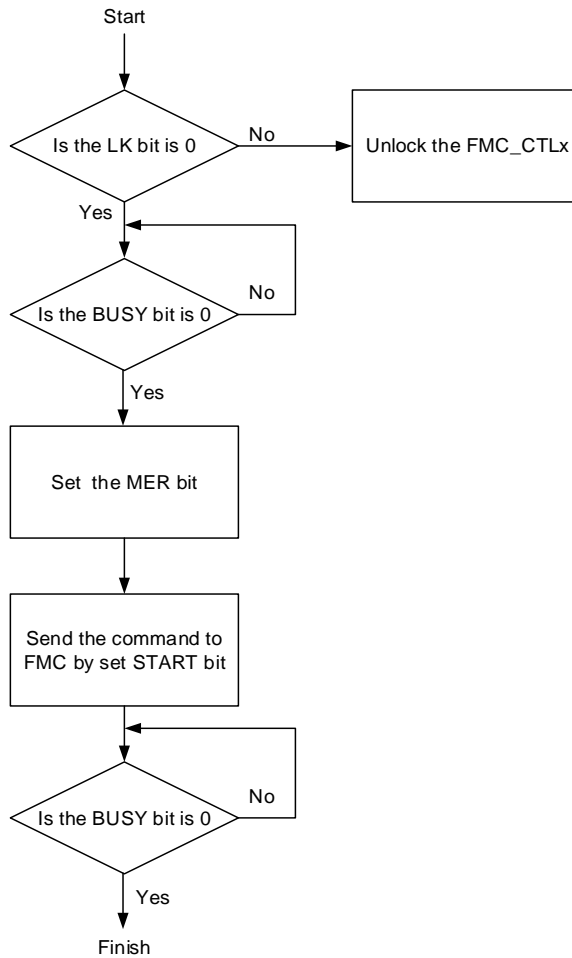 Start
Is the LK bit is 0
No
Unlock the FMC_CTLx
Yes
Is the BUSY bit is 0
No
Yes
Set the MER bit
Send the command to
FMC by set START bit
Is the BUSY bit is 0
No
Yes
Finish